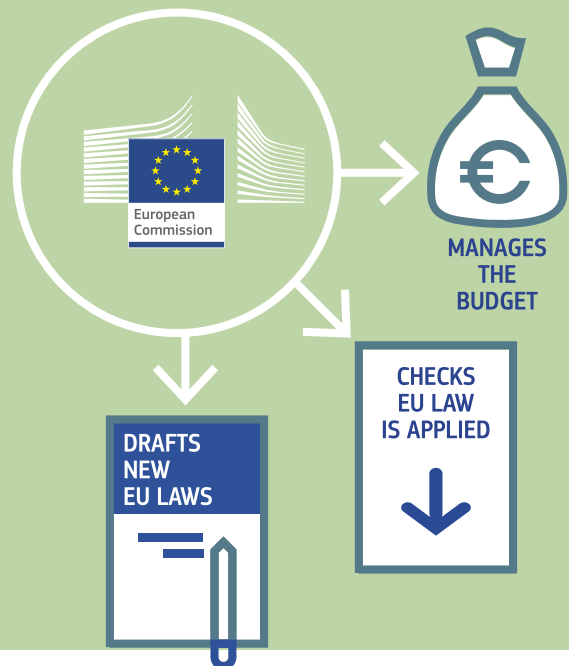 European
Commission
MANAGES
THE
BUDGET
CHECKS
EU LAW
IS APPLIED
DRAFTS
NEW
EU LAWS